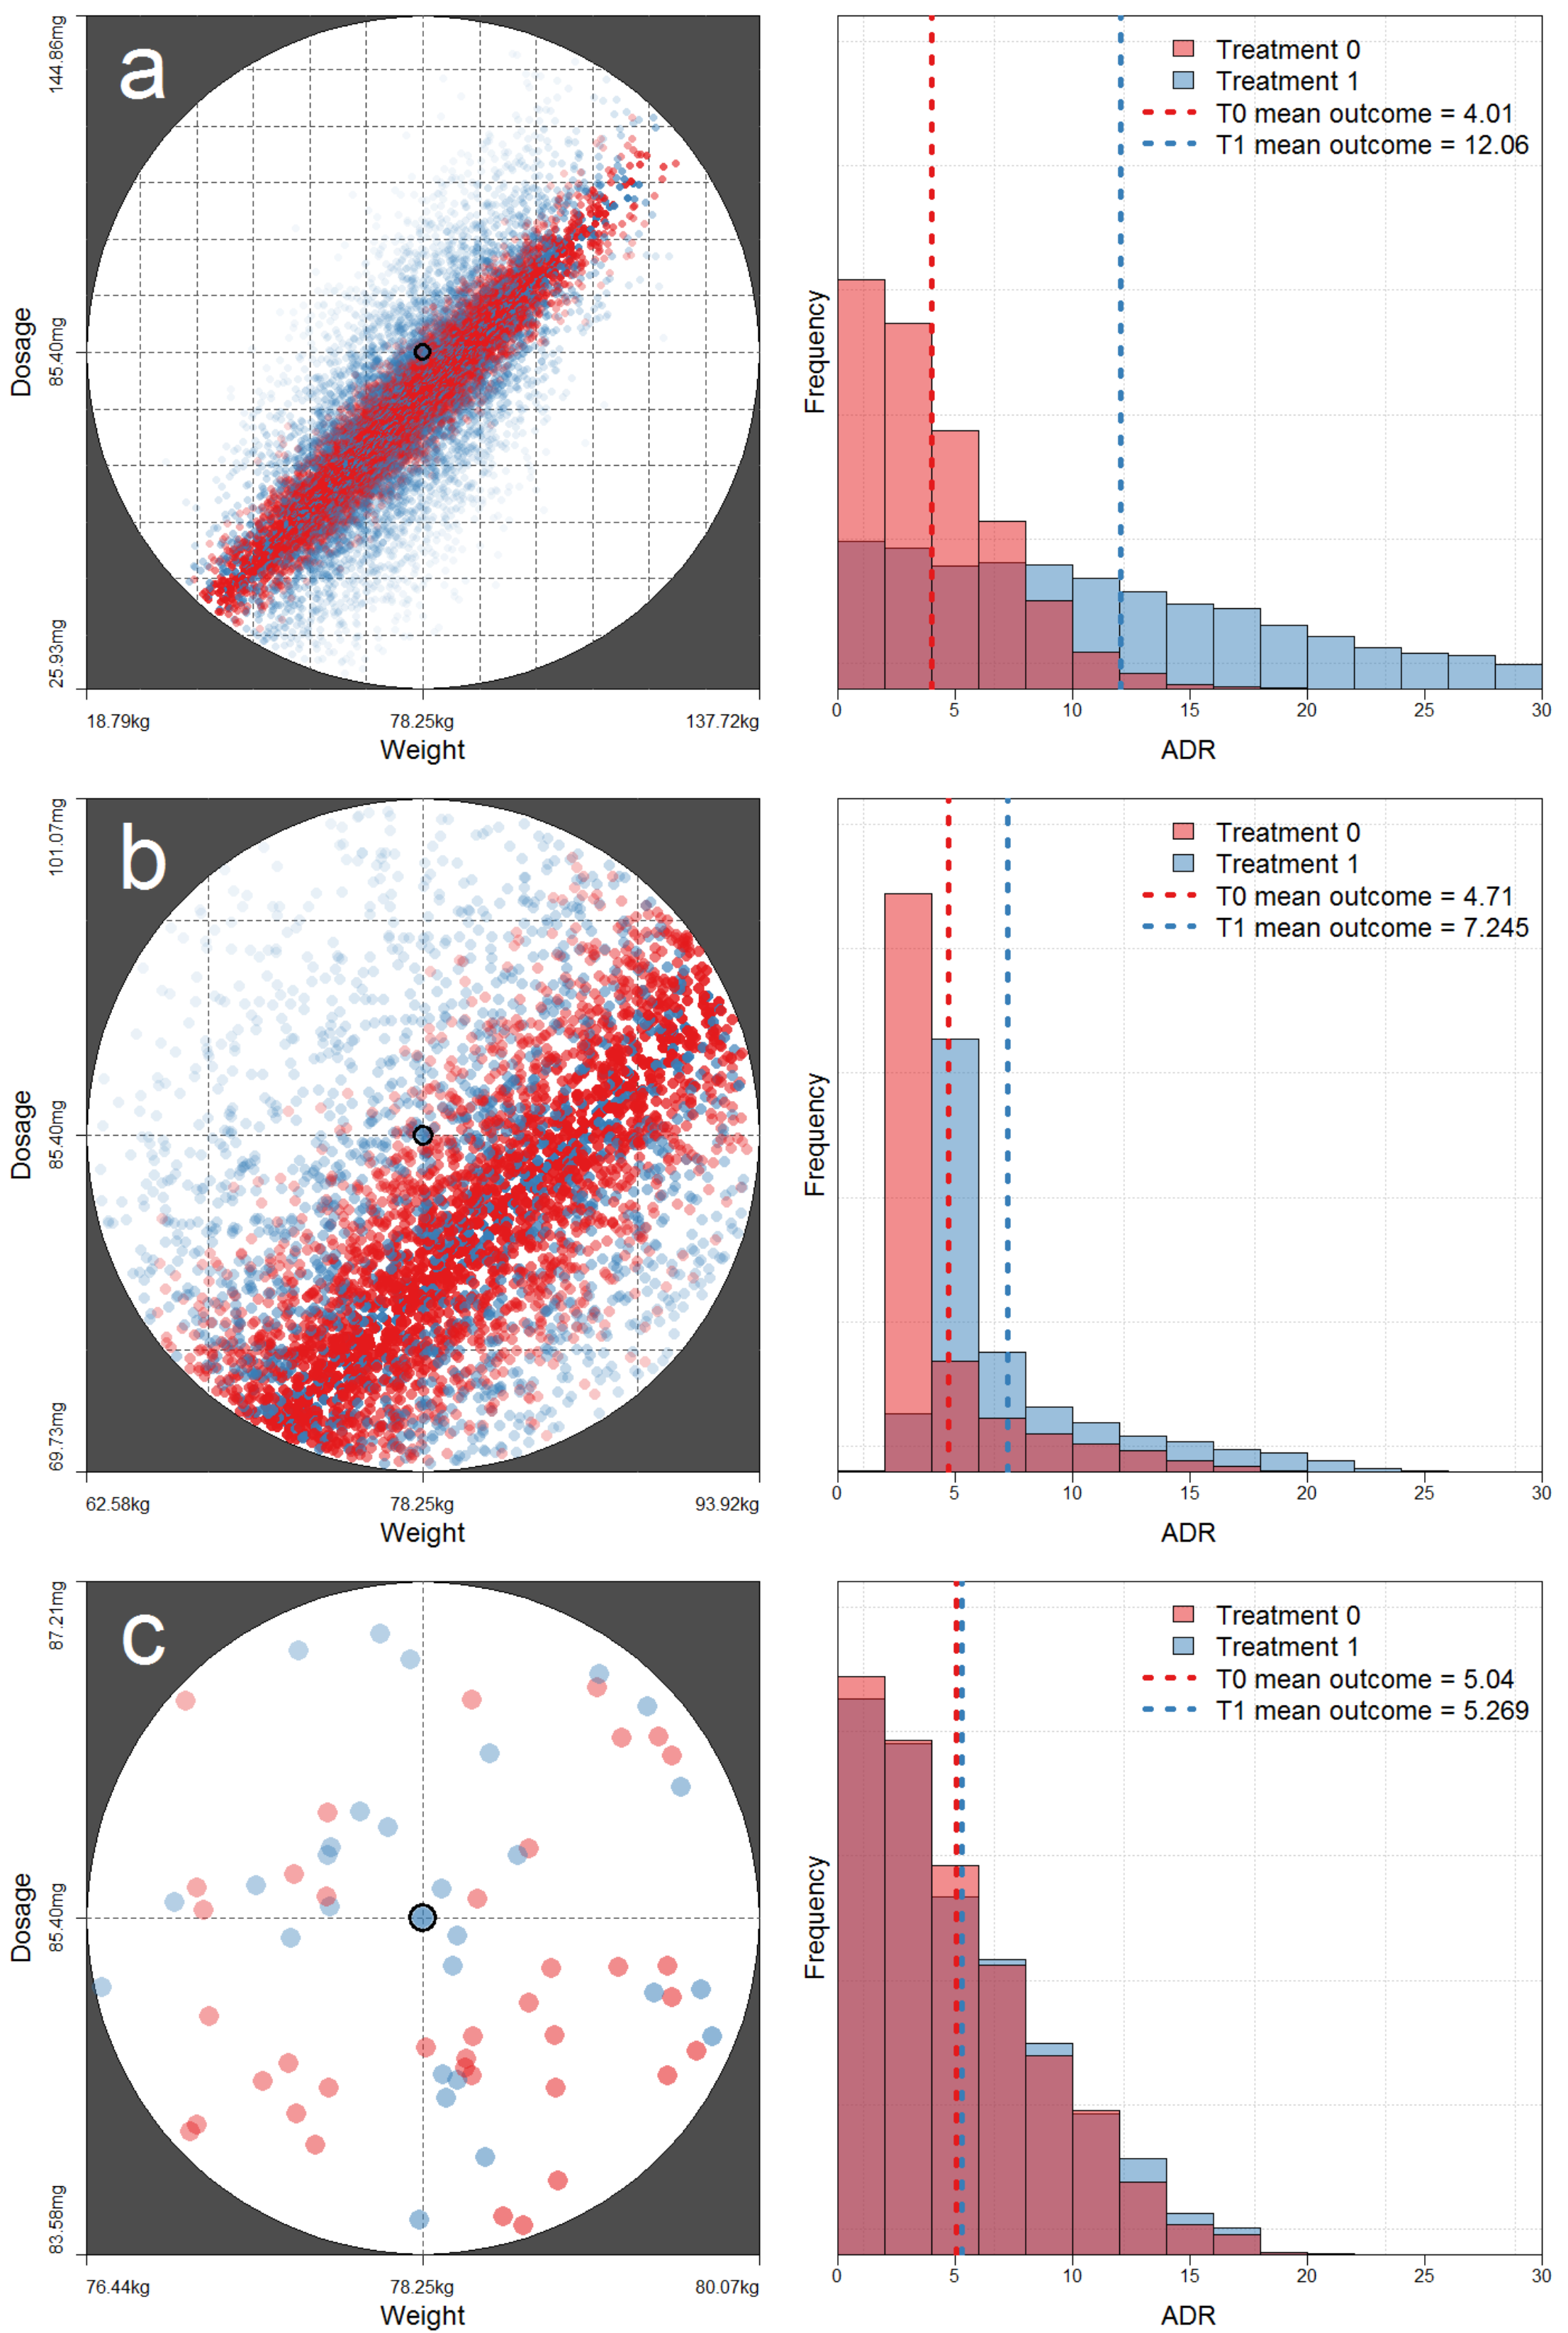 a
144.86mg
85.40mg
25.93mg
Dosage
18.79kg 78.25kg 137.72kg
Weight
Treatment 0
Treatment 1
T0 mean outcome = 4.01
T1 mean outcome = 12.06
Frequency
0 5 10 15 20 25 30
ADR
b
101.07mg
85.40mg
69.73mg
Dosage
62.58kg 78.25kg 93.92kg
Weight
Treatment 0
Treatment 1
T0 mean outcome = 4.71
T1 mean outcome = 7.245
Frequency
0 5 10 15 20 25 30
ADR
c
87.21mg
85.40mg
83.58mg
Dosage
76.44kg 78.25kg 80.07kg
Weight
Treatment 0
Treatment 1
T0 mean outcome = 5.04
T1 mean outcome = 5.269
Frequency
0 5 10 15 20 25 30
ADR